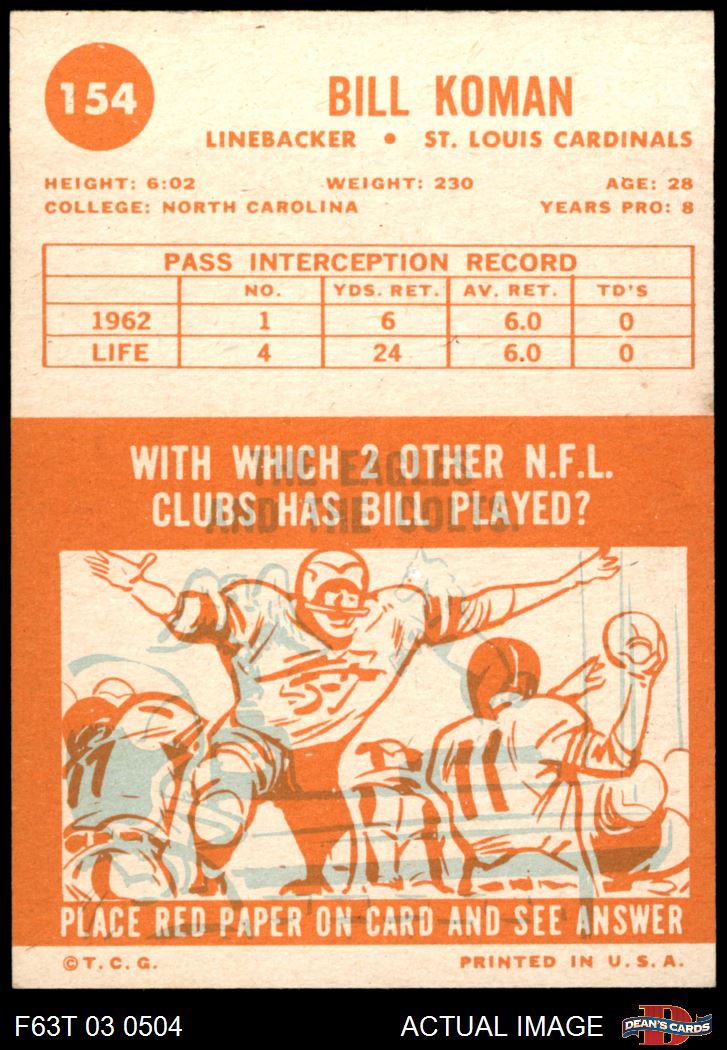 154
BILL KOMAN
LINEBACKER • ST. LOUIS CARDINALS
HEIGHT: 6:02 WEIGHT: 230 AGE: 28
COLLEGE: NORTH CAROLINA YEARS PRO: 8
PASS INTERCEPTION RECORD
NO. YDS. RET. AV. RET. TD'S
1962 1 6 6.0 0
LIFE 4 24 6.0 0
WITH WHICH 2 OTHER N.F.L.
CLUBS HAS BILL PLAYED?
THE EAGLES
AND THE COLTS.
54
11
11
PLACE RED PAPER ON CARD AND SEE ANSWER
©T.C.G. PRINTED IN U.S.A.
F63T 03 0504 ACTUAL IMAGE
D
DEAN'S CARDS